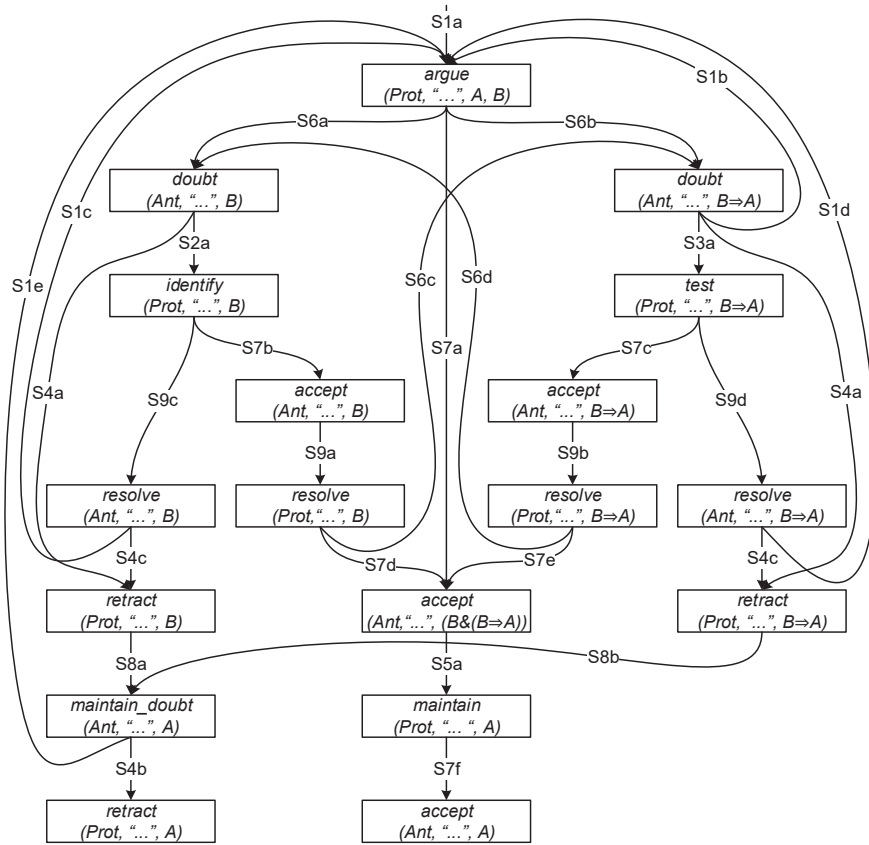 S1a
S1b
argue
(Prot, “...”, A, B)
S6a
S6b
doubt
(Ant, “...”, B)
doubt
(Ant, “...”, B⇒A)
S1c
S1d
S2a
S3a
S1e
S6c
S6d
identify
(Prot, “...”, B)
test
(Prot, “...”, B⇒A)
S7b
S7a
S7c
S4a
S9c
S9d
S4a
accept
(Ant, “...”, B)
accept
(Ant, “...”, B⇒A)
S9a
S9b
resolve
(Ant, “...”, B)
resolve
(Prot,“...”, B)
resolve
(Prot,“...”, B⇒A)
resolve
(Ant, “...”, B⇒A)
S4c
S7d
S7e
S4c
retract
(Prot, “...”, B)
accept
(Ant,“...”, (B&(B⇒A))
retract
(Prot, “...”, B⇒A)
S8a
S5a
S8b
maintain_doubt
(Ant, “...”, A)
maintain
(Prot, “... “, A)
S4b
S7f
retract
(Prot, “...”, A)
accept
(Ant, “...”, A)